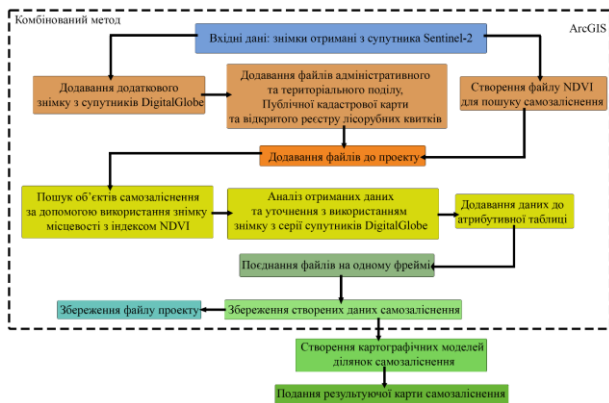 Комбінований метод
ArcGIS
Вхідні дані: знімки отримані з супутника Sentinel-2
Додавання додаткового
знімку з супутників DigitalGlobe
Додавання файлів адміністративного
та територіального поділу,
Публічної кадастрової карти
та відкритого реєстру лісорубних квитків
Створення файлу NDVI
для пошуку самозаліснення
Додавання файлів до проекту
Пошук об’єктів самозаліснення
за допомогою використання знімку
місцевості з індексом NDVI
Аналіз отриманих даних
та уточнення з використанням
знімку з серії супутників DigitalGlobe
Додавання даних до
атрибутивної таблиці
Поєднання файлів на одному фреймі
Збереження файлу проекту
Збереження створених даних самозаліснення
Створення картографічних моделей
ділянок самозаліснення
Подання результуючої карти самозаліснення